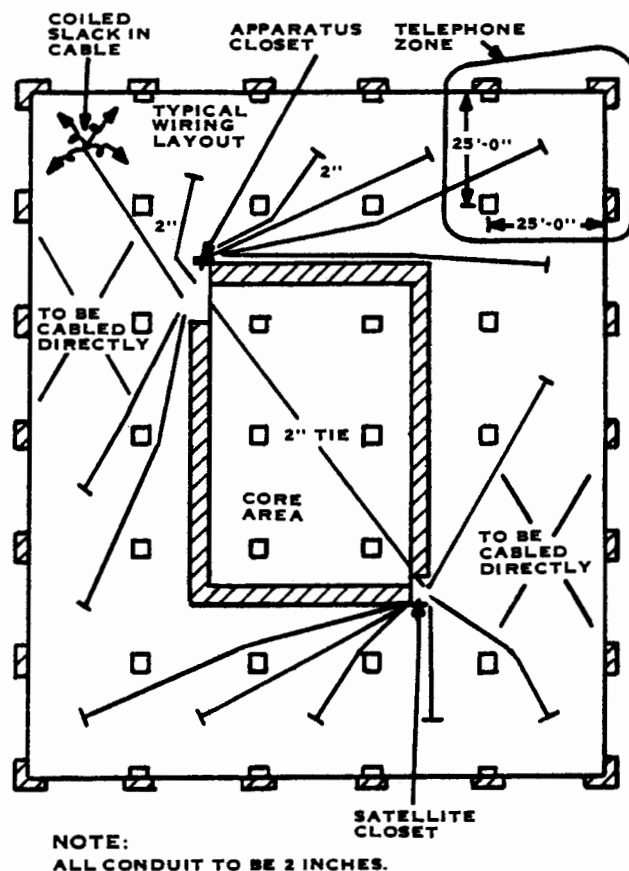 COILED
SLACK IN
CABLE
APPARATUS
CLOSET
TELEPHONE
ZONE
TYPICAL
WIRING
LAYOUT
25'-0"
2"
2"
25'-0"
TO BE
CABLED
DIRECTLY
2" TIE
CORE
AREA
TO BE
CABLED
DIRECTLY
SATELLITE
CLOSET
NOTE:
ALL CONDUIT TO BE 2 INCHES.